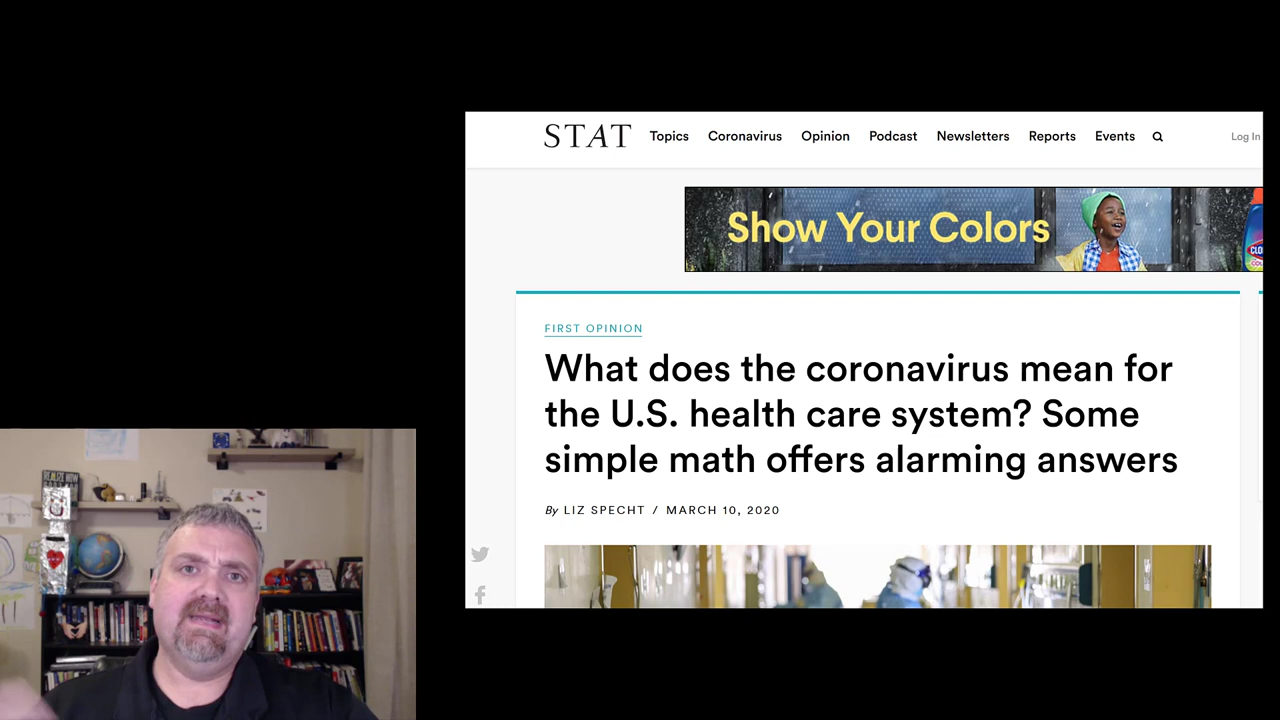 STAT Topics Coronavirus Opinion Podcast Newsletters Reports Events Log In
Show Your Colors
FIRST OPINION
What does the coronavirus mean for
the U.S. health care system? Some
simple math offers alarming answers
By LIZ SPECHT / MARCH 10, 2020